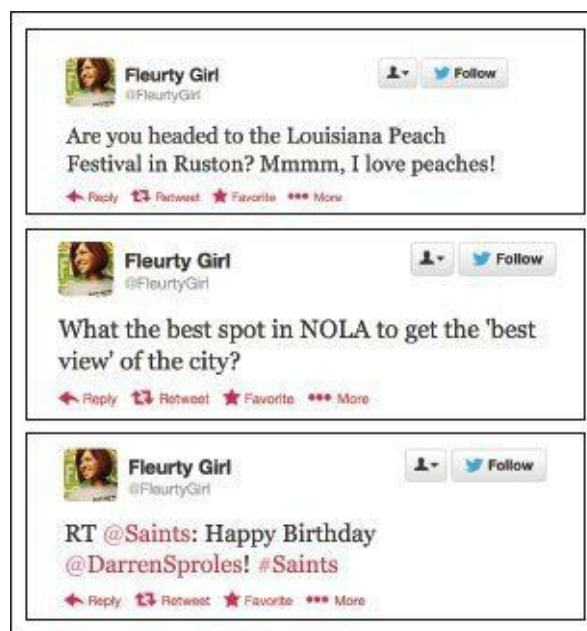 Fleurty Girl
Follow
@FleurtyGirl
Are you headed to the Louisiana Peach
Festival in Ruston? Mmmm, I love peaches!
Reply Retweet Favorite More
Fleurty Girl
Follow
@FleurtyGirl
What the best spot in NOLA to get the 'best
view' of the city?
Reply Retweet Favorite More
Fleurty Girl
Follow
@FleurtyGirl
RT @Saints: Happy Birthday
@DarrenSproles! #Saints
Reply Retweet Favorite More